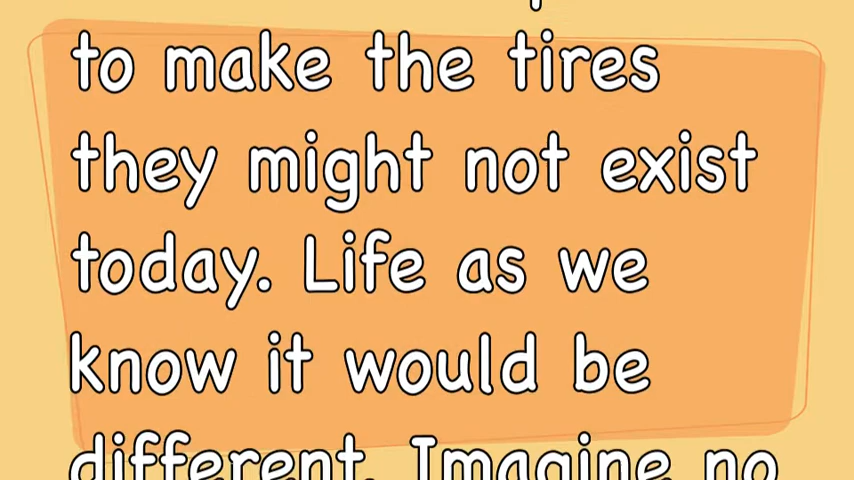 to make the tires
they might not exist
today. Life as we
know it would be
different. Imagine no